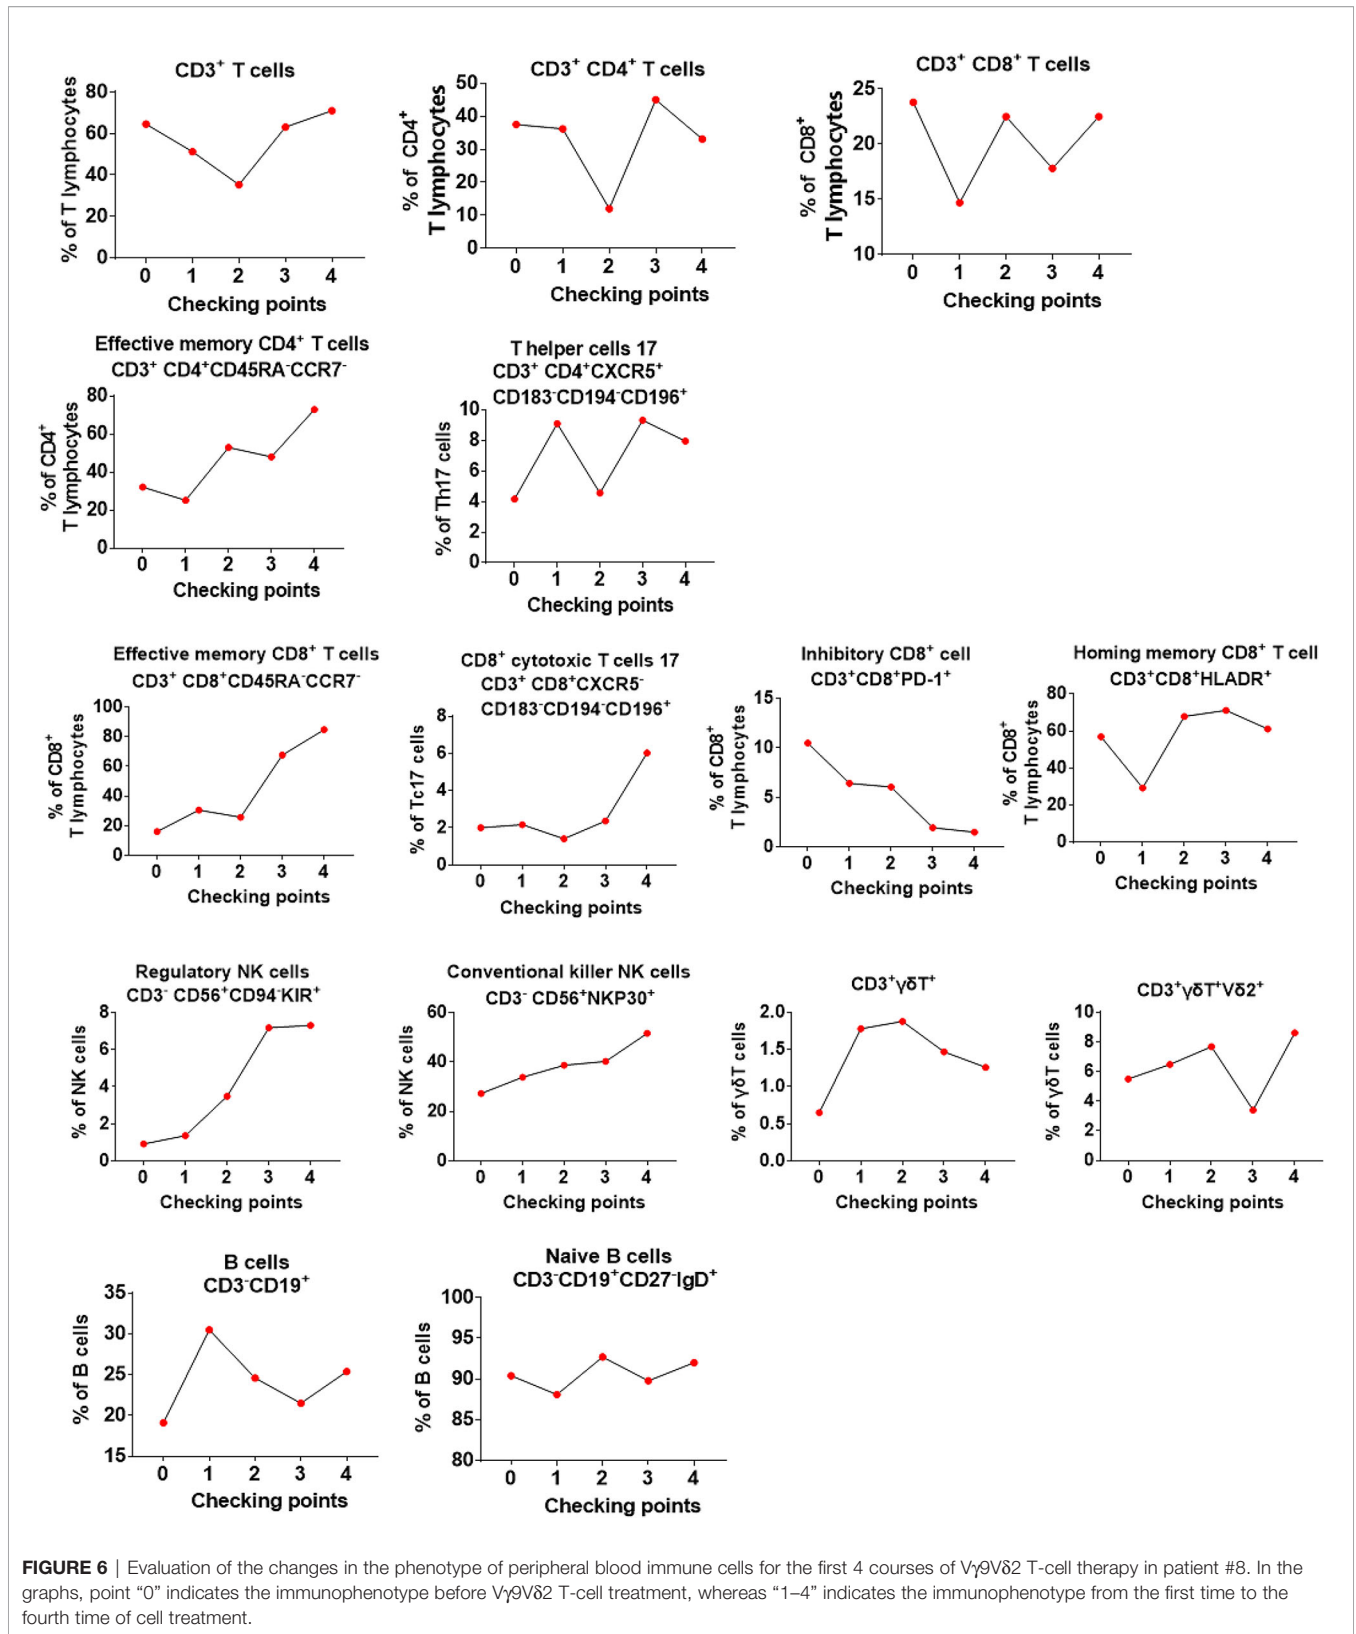 CD3⁺ T cells
% of T lymphocytes
80
60
40
20
0
0 1 2 3 4
Checking points
CD3⁺ CD4⁺ T cells
% of CD4⁺
T lymphocytes
50
40
30
20
10
0
0 1 2 3 4
Checking points
CD3⁺ CD8⁺ T cells
% of CD8⁺
T lymphocytes
25
20
15
10
0 1 2 3 4
Checking points
Effective memory CD4⁺ T cells
CD3⁺ CD4⁺CD45RA⁻CCR7⁻
% of CD4⁺
T lymphocytes
80
60
40
20
0
0 1 2 3 4
Checking points
T helper cells 17
CD3⁺ CD4⁺CXCR5⁺
CD183⁻CD194⁻CD196⁺
% of Th17 cells
10
8
6
4
2
0
0 1 2 3 4
Checking points
Effective memory CD8⁺ T cells
CD3⁺ CD8⁺CD45RA⁻CCR7⁻
% of CD8⁺
T lymphocytes
100
80
60
40
20
0
0 1 2 3 4
Checking points
CD8⁺ cytotoxic T cells 17
CD3⁺ CD8⁺CXCR5⁻
CD183⁻CD194⁻CD196⁺
% of Tc17 cells
8
6
4
2
0
0 1 2 3 4
Checking points
Inhibitory CD8⁺ cell
CD3⁺CD8⁺PD-1⁺
% of CD8⁺
T lymphocytes
15
10
5
0
0 1 2 3 4
Checking points
Homing memory CD8⁺ T cell
CD3⁺CD8⁺HLADR⁺
% of CD8⁺
T lymphocytes
80
60
40
20
0
0 1 2 3 4
Checking points
Regulatory NK cells
CD3⁻ CD56⁺CD94⁻KIR⁺
% of NK cells
8
6
4
2
0
0 1 2 3 4
Checking points
Conventional killer NK cells
CD3⁻ CD56⁺NKP30⁺
% of NK cells
60
40
20
0
0 1 2 3 4
Checking points
CD3⁺γδT⁺
% of γδT cells
2.0
1.5
1.0
0.5
0.0
0 1 2 3 4
Checking points
CD3⁺γδT⁺Vδ2⁺
% of γδT cells
10
8
6
4
2
0
0 1 2 3 4
Checking points
B cells
CD3⁻CD19⁺
% of B cells
35
30
25
20
15
0 1 2 3 4
Checking points
Naive B cells
CD3⁻CD19⁺CD27⁻IgD⁺
% of B cells
100
95
90
85
80
0 1 2 3 4
Checking points
FIGURE 6 | Evaluation of the changes in the phenotype of peripheral blood immune cells for the first 4 courses of Vγ9Vδ2 T-cell therapy in patient #8. In the
graphs, point “0” indicates the immunophenotype before Vγ9Vδ2 T-cell treatment, whereas “1–4” indicates the immunophenotype from the first time to the
fourth time of cell treatment.